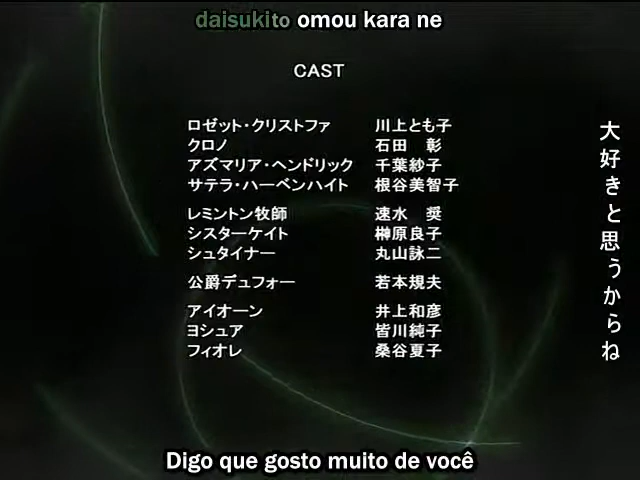 daisukito omou kara ne
CAST
ロゼット・クリストファ 川上とも子
クロノ 石田　彰
アズマリア・ヘンドリック 千葉紗子
サテラ・ハーベンハイト 根谷美智子
レミントン牧師 速水　奨
シスターケイト 榊原良子
シュタイナー 丸山詠二
公爵デュフォー 若本規夫
アイオーン 井上和彦
ヨシュア 皆川純子
フィオレ 桑谷夏子
大好きと思うからね
Digo que gosto muito de você